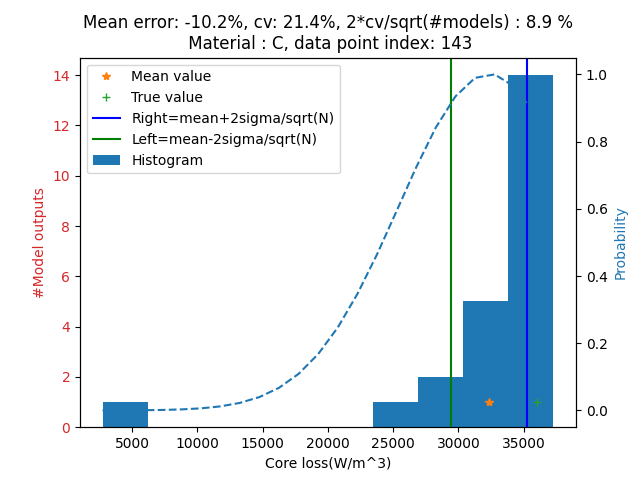 Mean error: -10.2%, cv: 21.4%, 2*cv/sqrt(#models) : 8.9 %
Material : C, data point index: 143
Mean value
True value
Right=mean+2sigma/sqrt(N)
Left=mean-2sigma/sqrt(N)
Histogram
#Model outputs
14
12
10
8
6
4
2
0
1.0
0.8
0.6
0.4
0.2
0.0
Probability
5000 10000 15000 20000 25000 30000 35000
Core loss(W/m^3)